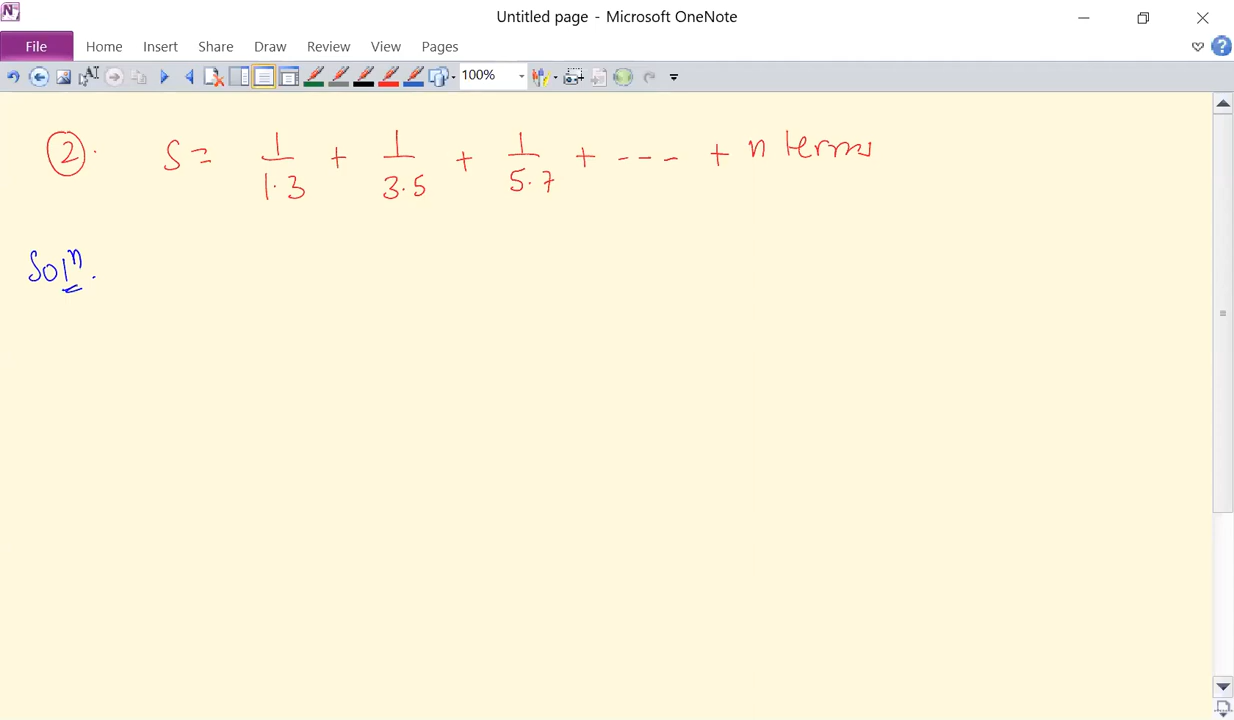 Untitled page - Microsoft OneNote
File Home Insert Share Draw Review View Pages
100%
②. S = 1/1·3 + 1/3·5 + 1/5·7 + --- + n terms
Solⁿ.